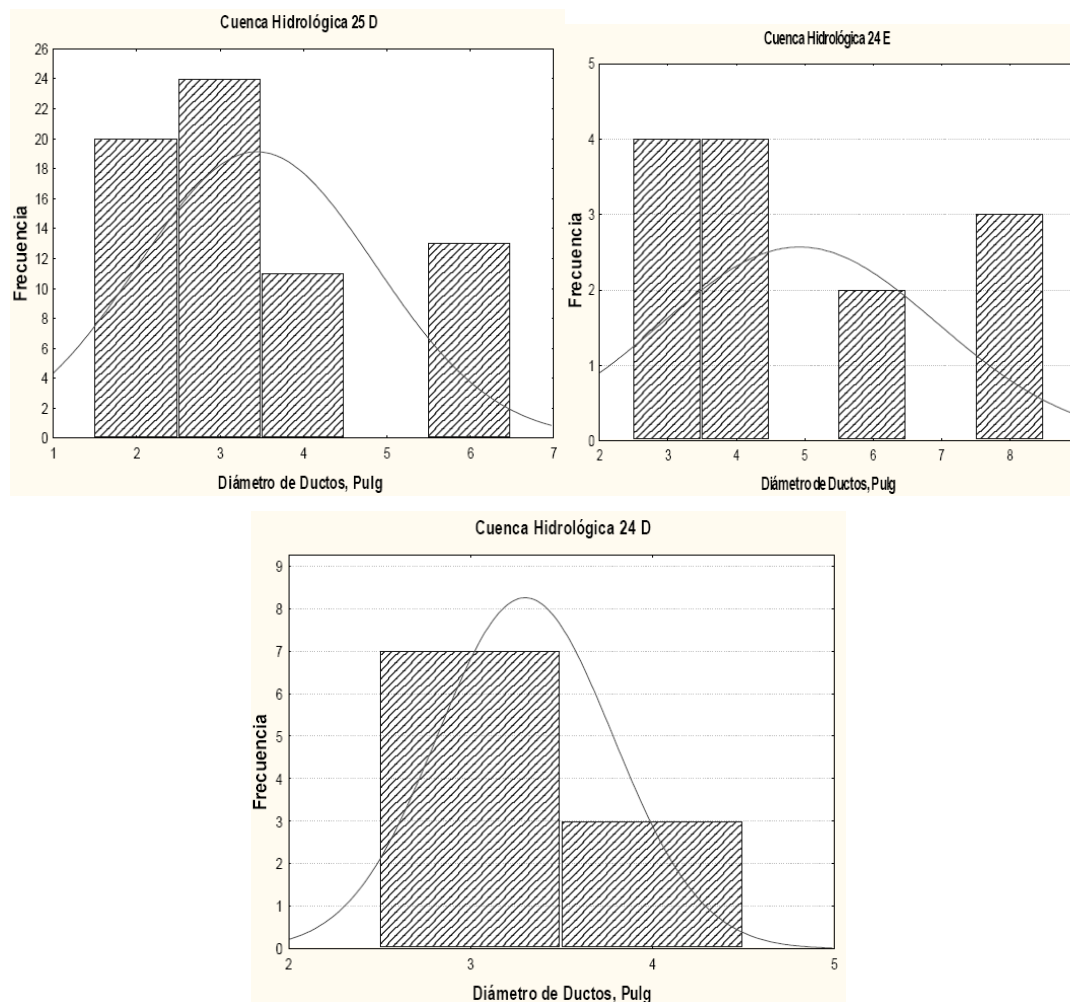 Cuenca Hidrológica 25 D
26
24
22
20
18
16
14
12
10
8
6
4
2
0
Frecuencia
1 2 3 4 5 6 7
Diámetro de Ductos, Pulg
Cuenca Hidrológica 24 E
5
4
3
2
1
0
Frecuencia
2 3 4 5 6 7 8
Diámetro de Ductos, Pulg
Cuenca Hidrológica 24 D
9
8
7
6
5
4
3
2
1
0
Frecuencia
2 3 4 5
Diámetro de Ductos, Pulg